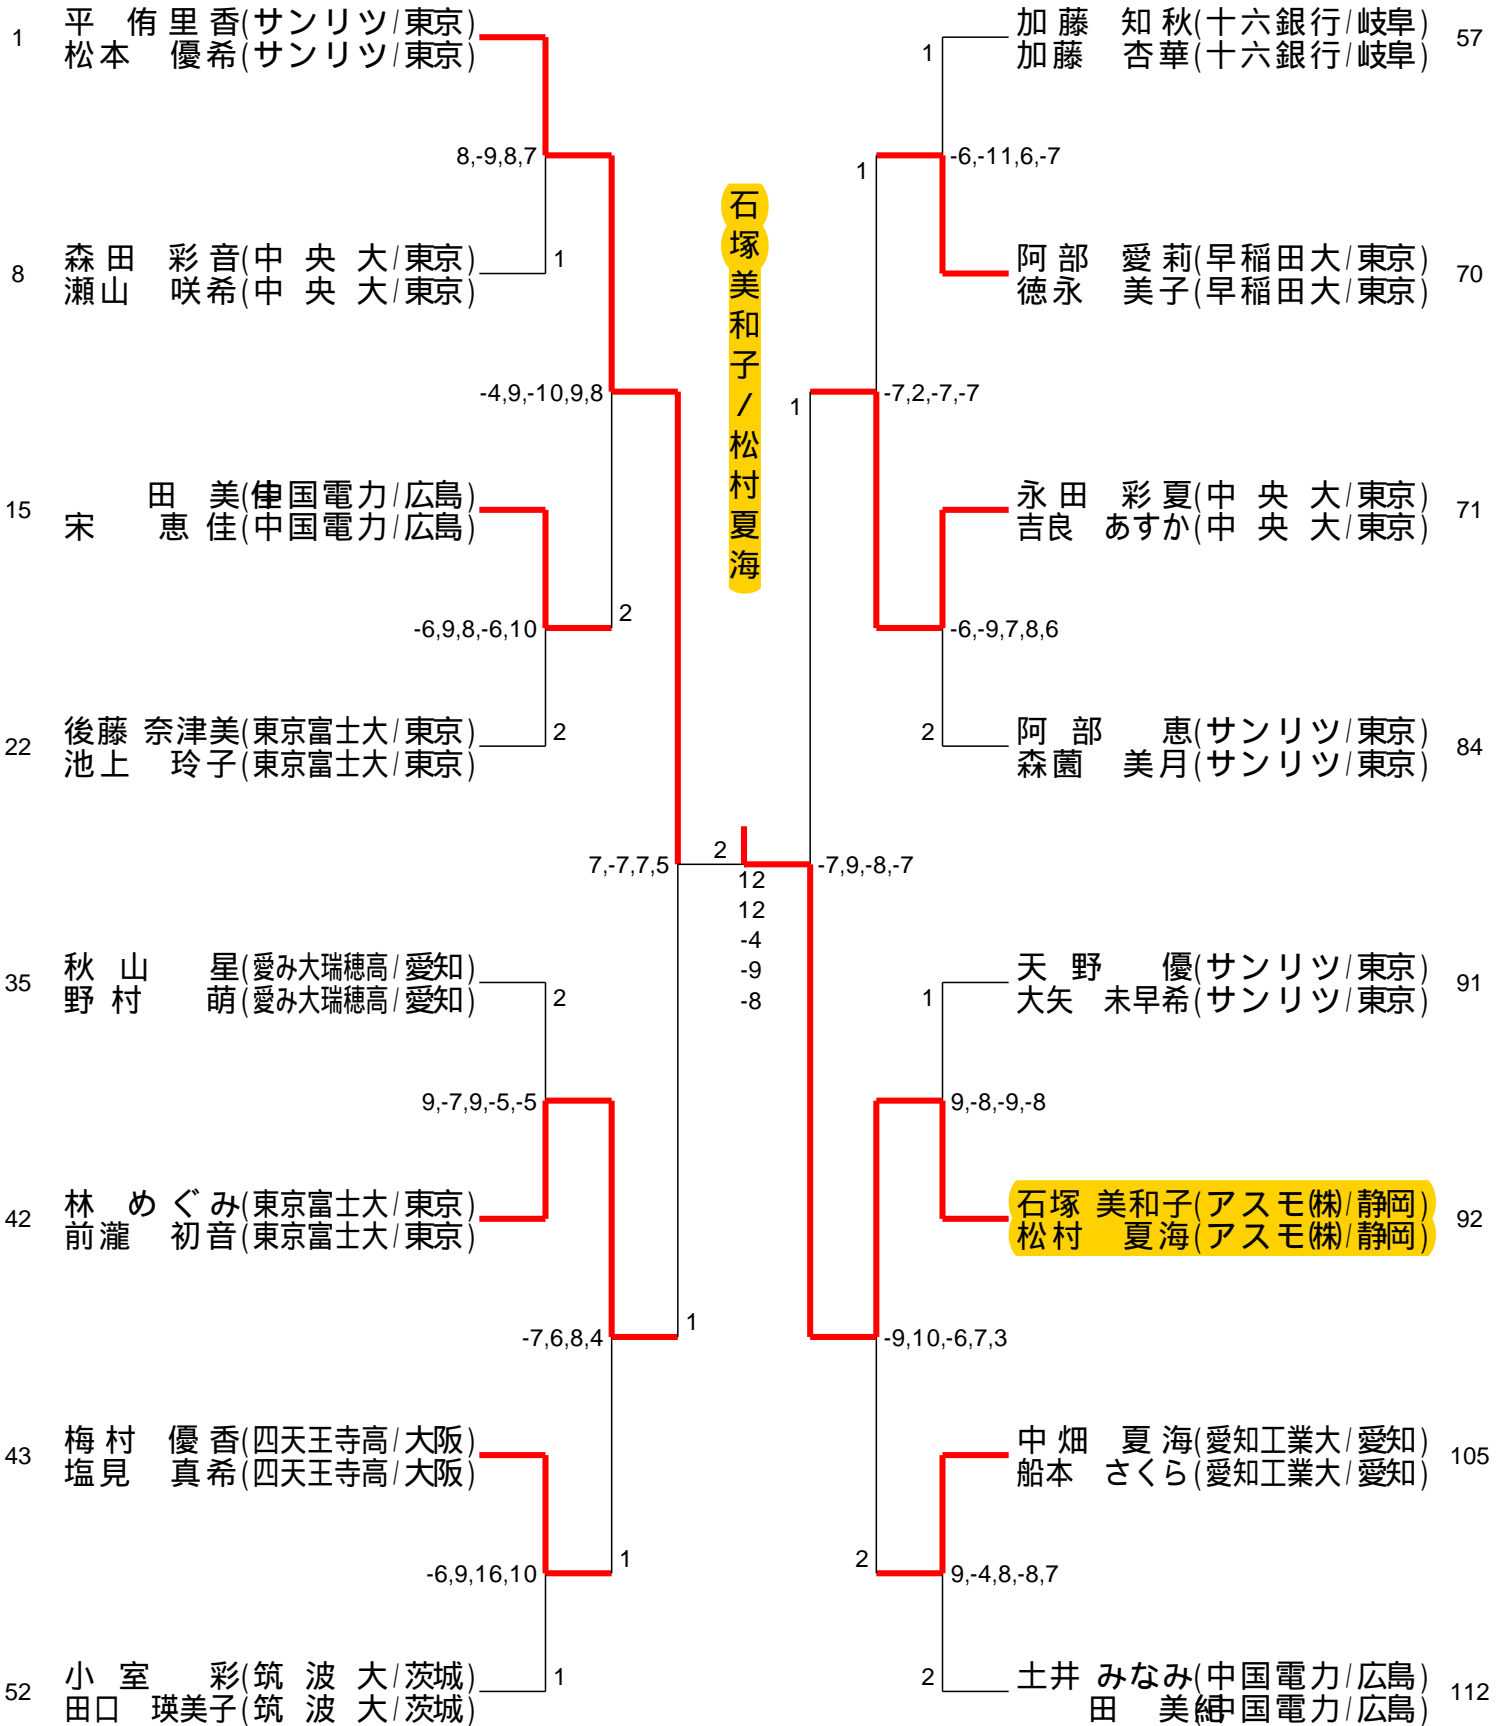 1 平 侑里香(サンリツ/東京)
松本 優希(サンリツ/東京)
8,-9,8,7
1
8 森田 彩音(中央大/東京)
瀬山 咲希(中央大/東京)
-4,9,-10,9,8
15 田 美佳(中国電力/広島)
宋 恵佳(中国電力/広島)
2
-6,9,8,-6,10
22 後藤 奈津美(東京富士大/東京)
池上 玲子(東京富士大/東京)
2
7,-7,7,5
35 秋山 星(愛み大瑞穂高/愛知)
野村 萌(愛み大瑞穂高/愛知)
2
9,-7,9,-5,-5
42 林 めぐみ(東京富士大/東京)
前瀧 初音(東京富士大/東京)
1
-7,6,8,4
43 梅村 優香(四天王寺高/大阪)
塩見 真希(四天王寺高/大阪)
1
-6,9,16,10
52 小室 彩(筑波大/茨城)
田口 瑛美子(筑波大/茨城)
1
石塚美和子/松村夏海
2
12
12
-4
-9
-8
加藤 知秋(十六銀行/岐阜) 57
加藤 杏華(十六銀行/岐阜)
1
-6,-11,6,-7
1
阿部 愛莉(早稲田大/東京) 70
徳永 美子(早稲田大/東京)
-7,2,-7,-7
1
永田 彩夏(中央大/東京) 71
吉良 あすか(中央大/東京)
-6,-9,7,8,6
2
阿部 恵(サンリツ/東京) 84
森薗 美月(サンリツ/東京)
-7,9,-8,-7
天野 優(サンリツ/東京) 91
大矢 未早希(サンリツ/東京)
1
9,-8,-9,-8
石塚 美和子(アスモ㈱/静岡) 92
松村 夏海(アスモ㈱/静岡)
-9,10,-6,7,3
中畑 夏海(愛知工業大/愛知) 105
船本 さくら(愛知工業大/愛知)
2
9,-4,8,-8,7
2
土井 みなみ(中国電力/広島) 112
田 美紀(中国電力/広島)